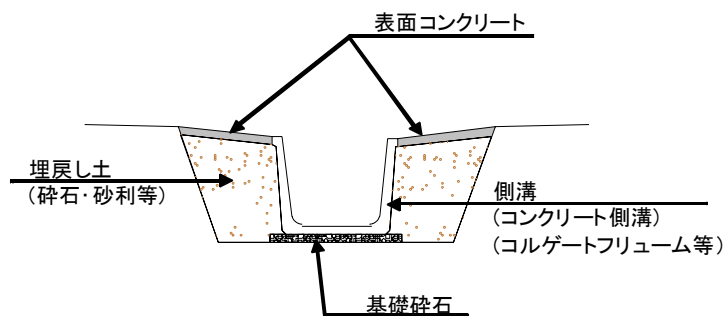 表面コンクリート
埋戻し土
(砕石・砂利等)
側溝
(コンクリート側溝)
(コルゲートフリューム等)
基礎砕石